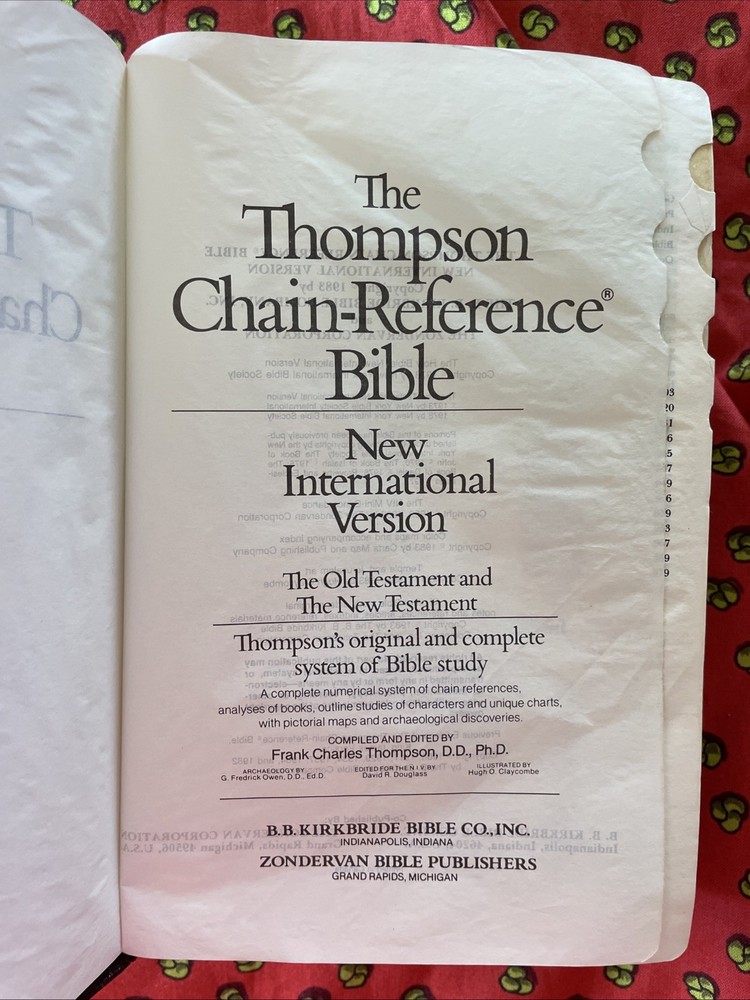 The
Thompson
Chain-Reference®
Bible
New
International
Version
The Old Testament and
The New Testament
Thompson's original and complete
system of Bible study
A complete numerical system of chain references,
analyses of books, outline studies of characters and unique charts,
with pictorial maps and archaeological discoveries.
COMPILED AND EDITED BY
Frank Charles Thompson, D.D., Ph.D.
ARCHAEOLOGY BY
G. Fredrick Owen, D.D., Ed.D.
EDITED FOR THE N.I.V. BY
David R. Douglass
ILLUSTRATED BY
Hugh O. Claycombe
B.B. KIRKBRIDE BIBLE CO., INC.
INDIANAPOLIS, INDIANA
ZONDERVAN BIBLE PUBLISHERS
GRAND RAPIDS, MICHIGAN